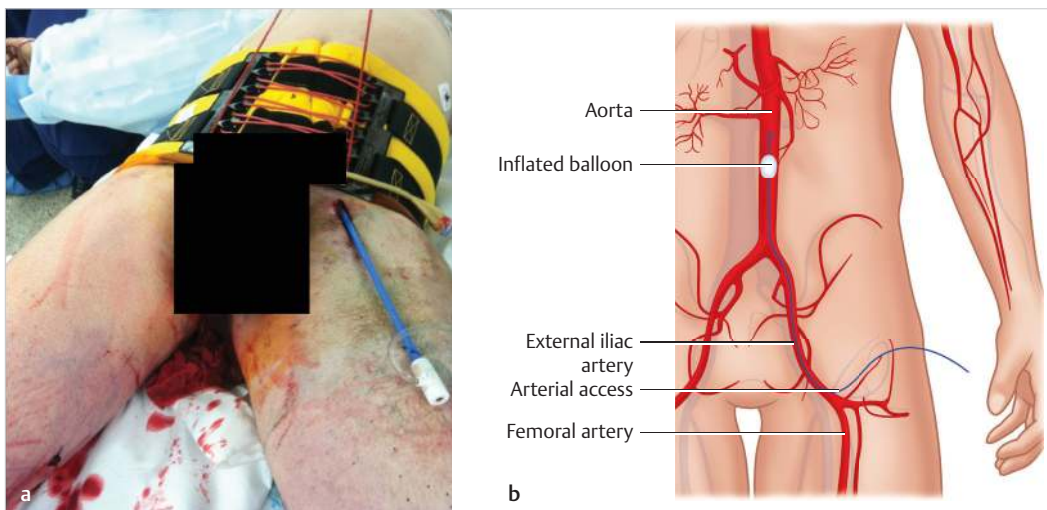 Aorta
Inflated balloon
External iliac
artery
Arterial access
Femoral artery
a
b